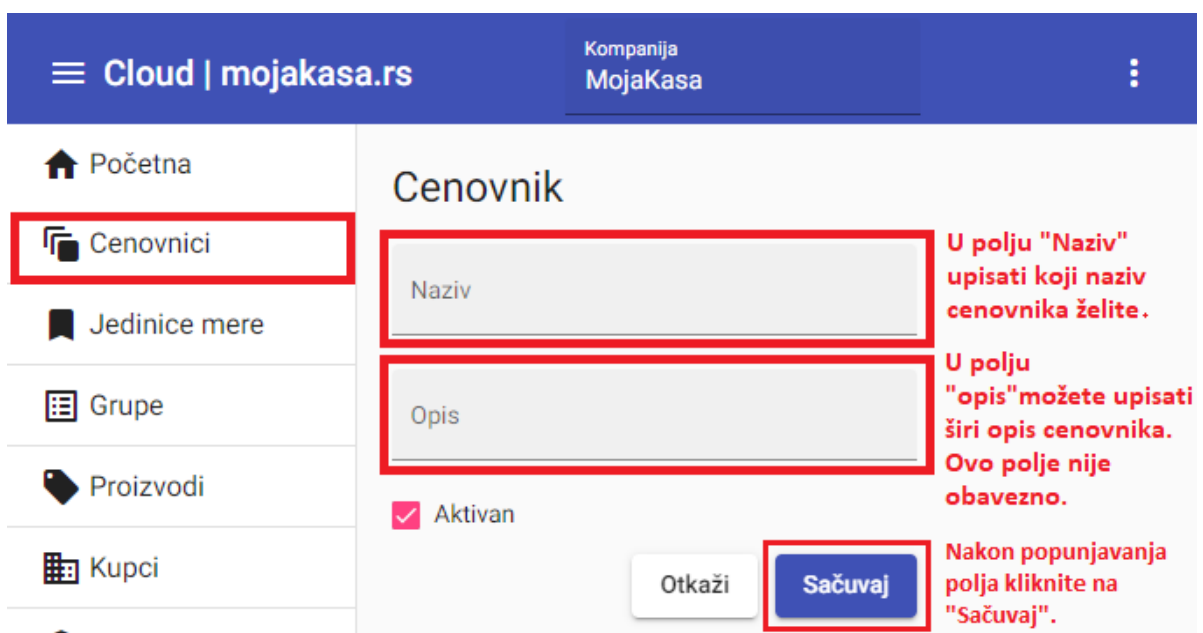 Cloud | mojakasa.rs
Kompanija
MojaKasa
Početna
Cenovnici
Jedinice mere
Grupe
Proizvodi
Kupci
Cenovnik
Naziv
U polju "Naziv"
upisati koji naziv
cenovnika želite.
Opis
U polju
"opis"možete upisati
širi opis cenovnika.
Ovo polje nije
obavezno.
Aktivan
Otkaži
Sačuvaj
Nakon popunjavanja
polja kliknite na
"Sačuvaj".